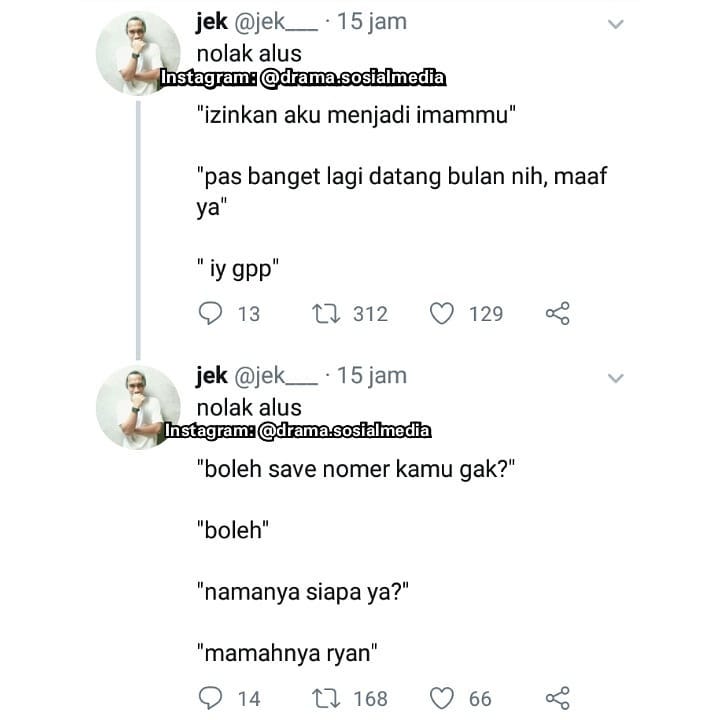 jek @jek___ · 15 jam
nolak alus
Instagram: @drama.sosialmedia
"izinkan aku menjadi imammu"
"pas banget lagi datang bulan nih, maaf
ya"
" iy gpp"
13 312 129
jek @jek___ · 15 jam
nolak alus
Instagram: @drama.sosialmedia
"boleh save nomer kamu gak?"
"boleh"
"namanya siapa ya?"
"mamahnya ryan"
14 168 66